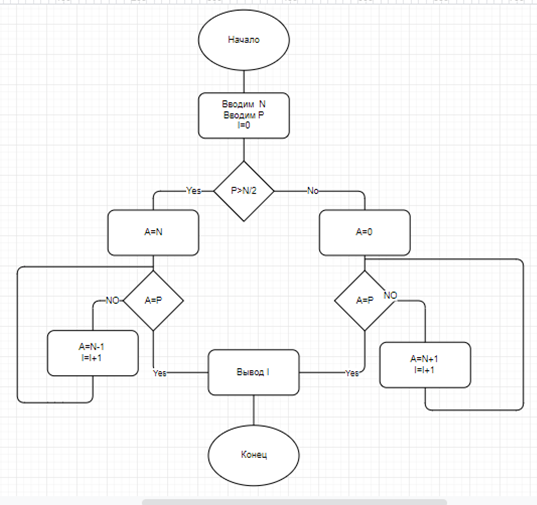 Начало
Вводим N
Вводим P
I=0
P>N/2
Yes
No
A=N
A=0
A=P
NO
A=P
NO
A=N-1
I=I+1
A=N+1
I=I+1
Yes
Вывод I
Yes
Конец